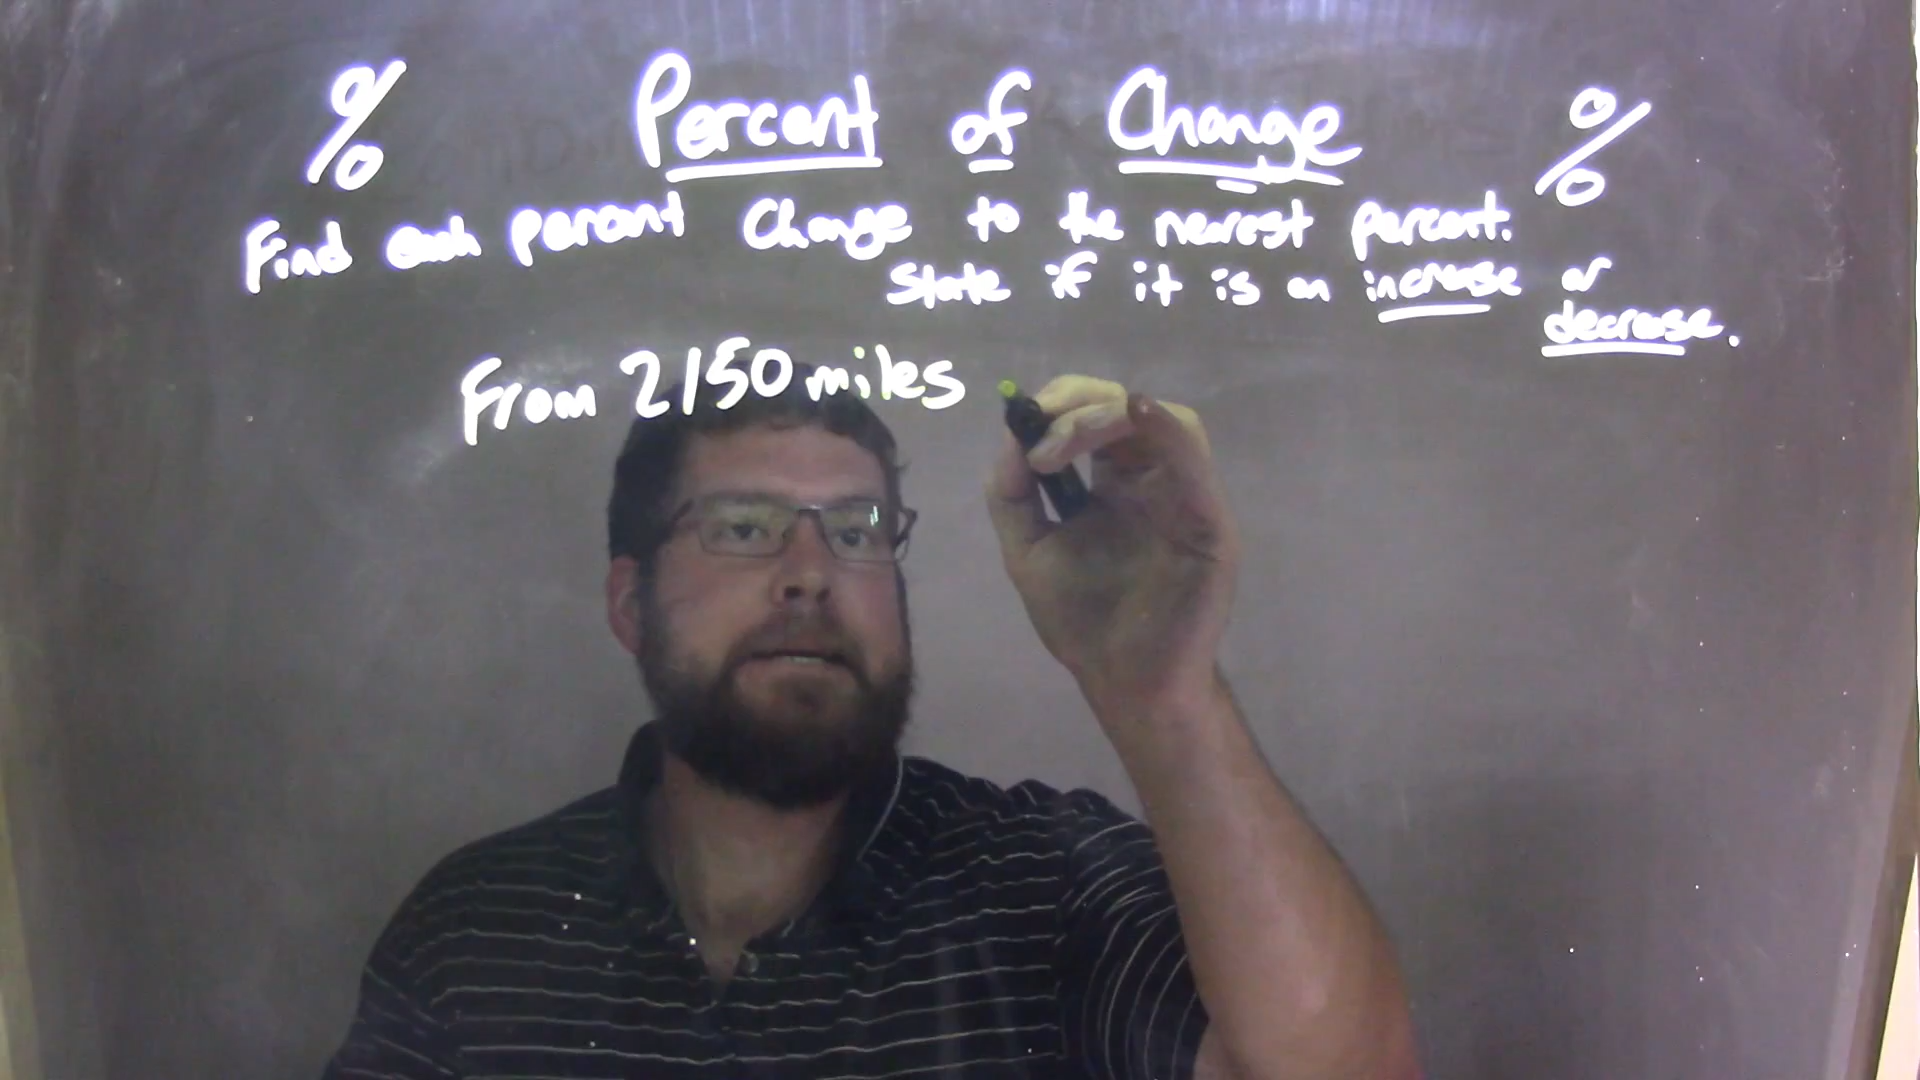 % Percent of Change %
Find each percent change to the nearest percent.
State if it is an increase or
decrease.
From 2150 miles